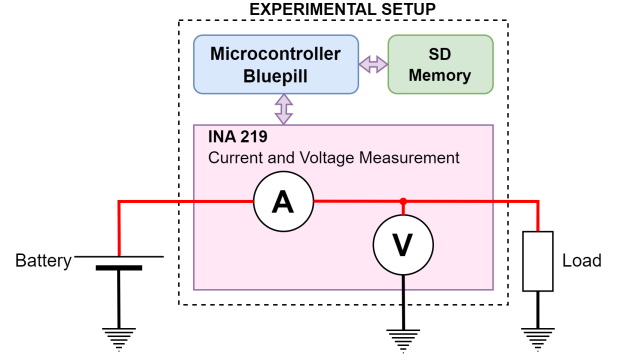 EXPERIMENTAL SETUP
Microcontroller
Bluepill
SD
Memory
INA 219
Current and Voltage Measurement
A
V
Battery
Load